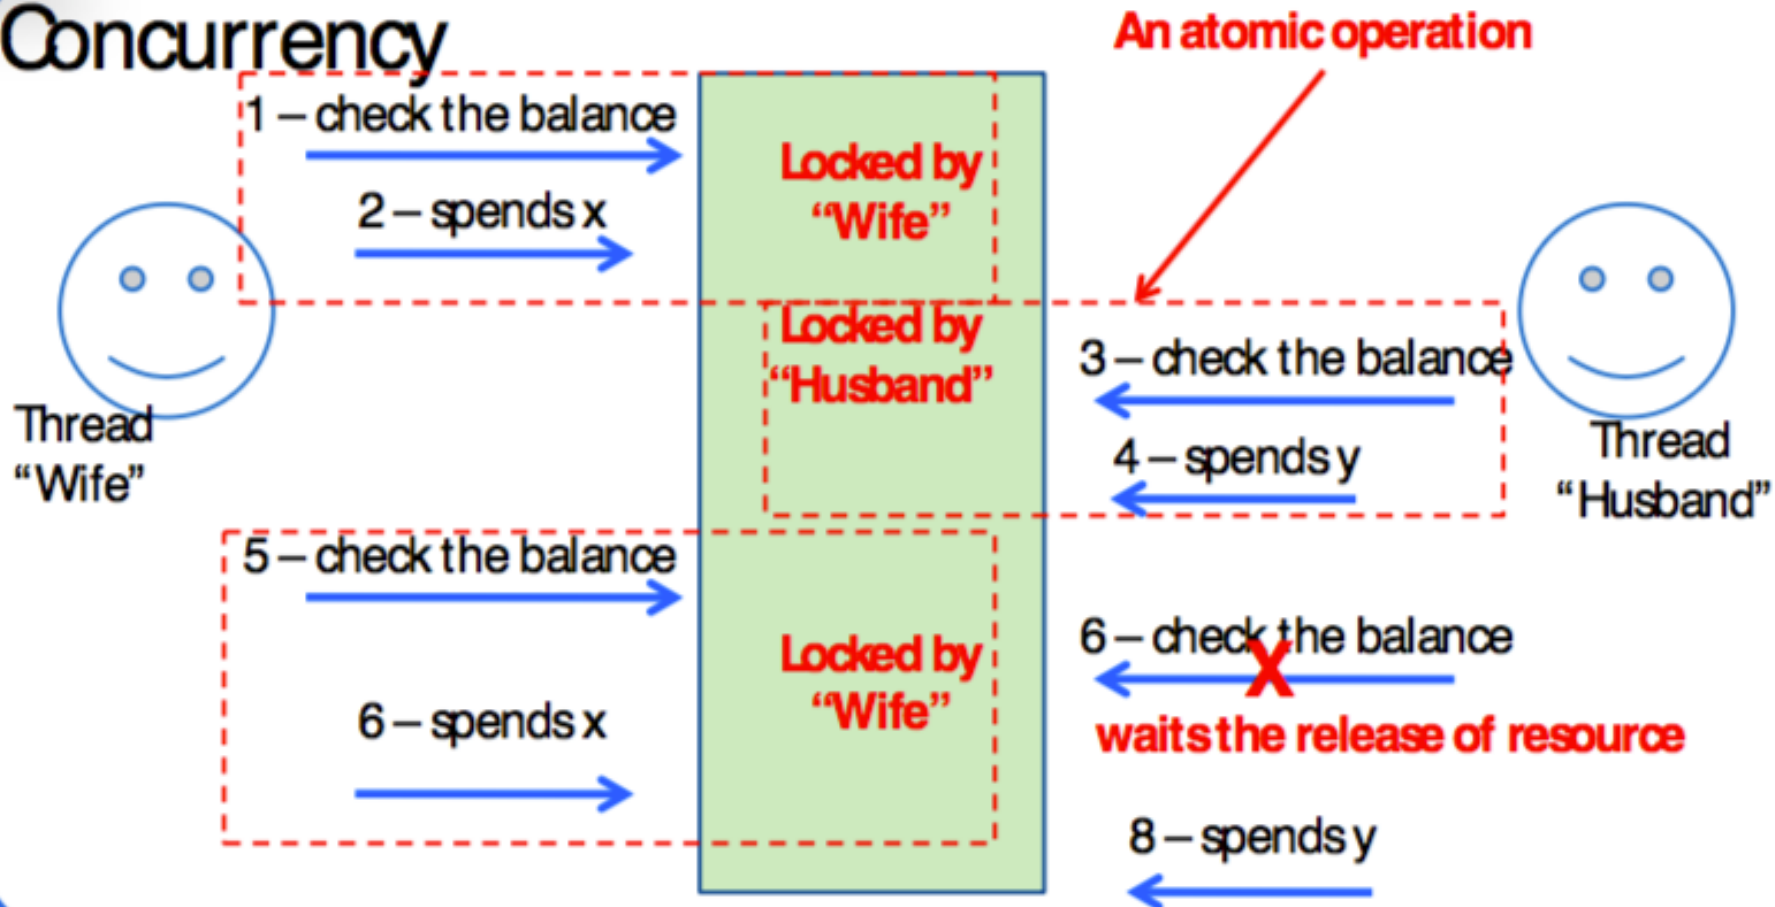 Concurrency
An atomic operation
1 – check the balance
2 – spends x
Locked by
“Wife”
Locked by
“Husband”
3 – check the balance
4 – spends y
Thread
“Wife”
Thread
“Husband”
5 – check the balance
6 – spends x
Locked by
“Wife”
6 – check the balance
X
waits the release of resource
8 – spends y